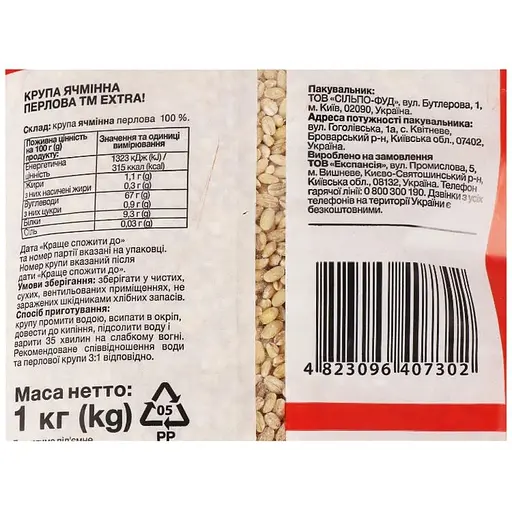 КРУПА ЯЧМІННА
ПЕРЛОВА ТМ EXTRA!
Склад: крупа ячмінна перлова 100 %.
Поживна цінність на 100 г (g) продукту: Значення та одиниці вимірювання
Енергетична цінність 1323 кДж (kJ) / 315 ккал (kcal)
Жири 1,1 г (g)
з них насичені жири 0,3 г (g)
Вуглеводи 67 г (g)
з них цукри 0,9 г (g)
Білки 9,3 г (g)
Сіль 0,03 г (g)
Дата «Краще спожити до»
та номер партії вказані на упаковці.
Номер крупи вказаний після
дати «Краще спожити до».
Умови зберігання: зберігати у чистих,
сухих, вентильованих приміщеннях, не
заражених шкідниками хлібних запасів.
Спосіб приготування:
крупу промити водою, всипати в окріп,
довести до кипіння, підсолити воду і
варити 35 хвилин на слабкому вогні.
Рекомендоване співвідношення води
та перлової крупи 3:1 відповідно.
Маса нетто:
1 кг (kg)
05
PP
Пакувальник:
ТОВ «СІЛЬПО-ФУД», вул. Бутлерова, 1,
м. Київ, 02090, Україна.
Адреса потужності пакувальника:
вул. Гоголівська, 1а, с. Квітневе,
Броварський р-н, Київська обл., 07402,
Україна.
Вироблено на замовлення
ТОВ «Експансія», вул. Промислова, 5,
м. Вишневе, Києво-Святошинський р-н,
Київська обл., 08132, Україна. Телефон
гарячої лінії: 0 800 300 190. Дзвінки з усіх
телефонів на території України є
безкоштовними.
4 823096 407302